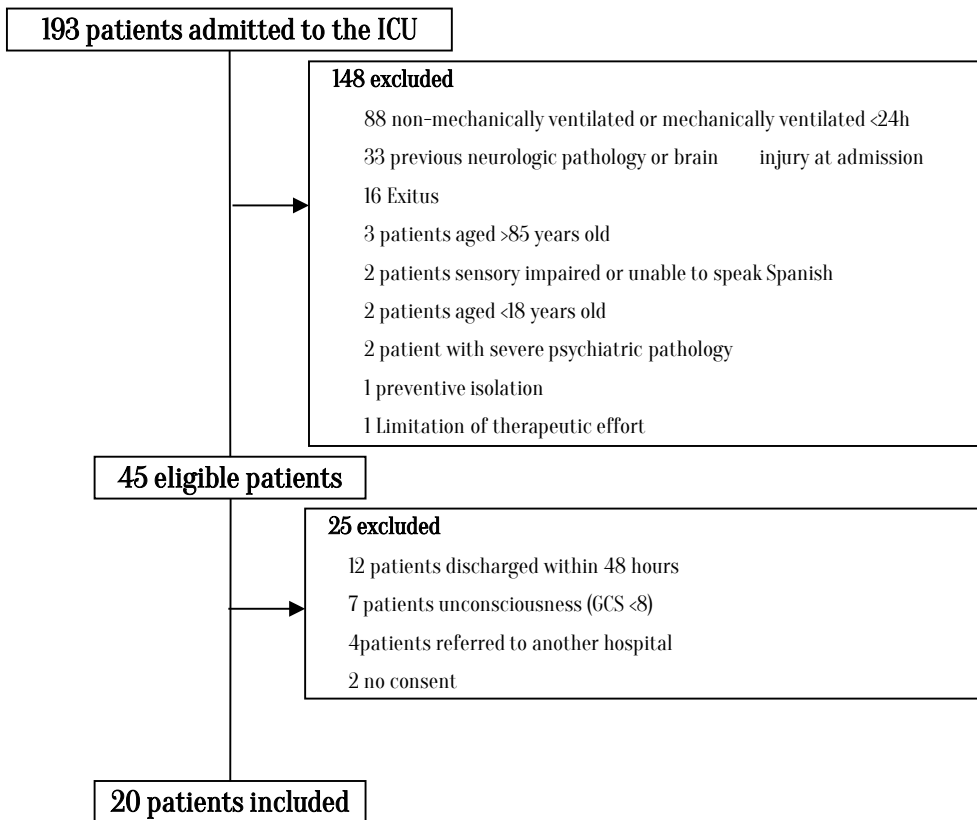 193 patients admitted to the ICU
148 excluded
88 non-mechanically ventilated or mechanically ventilated <24h
33 previous neurologic pathology or brain injury at admission
16 Exitus
3 patients aged >85 years old
2 patients sensory impaired or unable to speak Spanish
2 patients aged <18 years old
2 patient with severe psychiatric pathology
1 preventive isolation
1 Limitation of therapeutic effort
45 eligible patients
25 excluded
12 patients discharged within 48 hours
7 patients unconsciousness (GCS <8)
4patients referred to another hospital
2 no consent
20 patients included